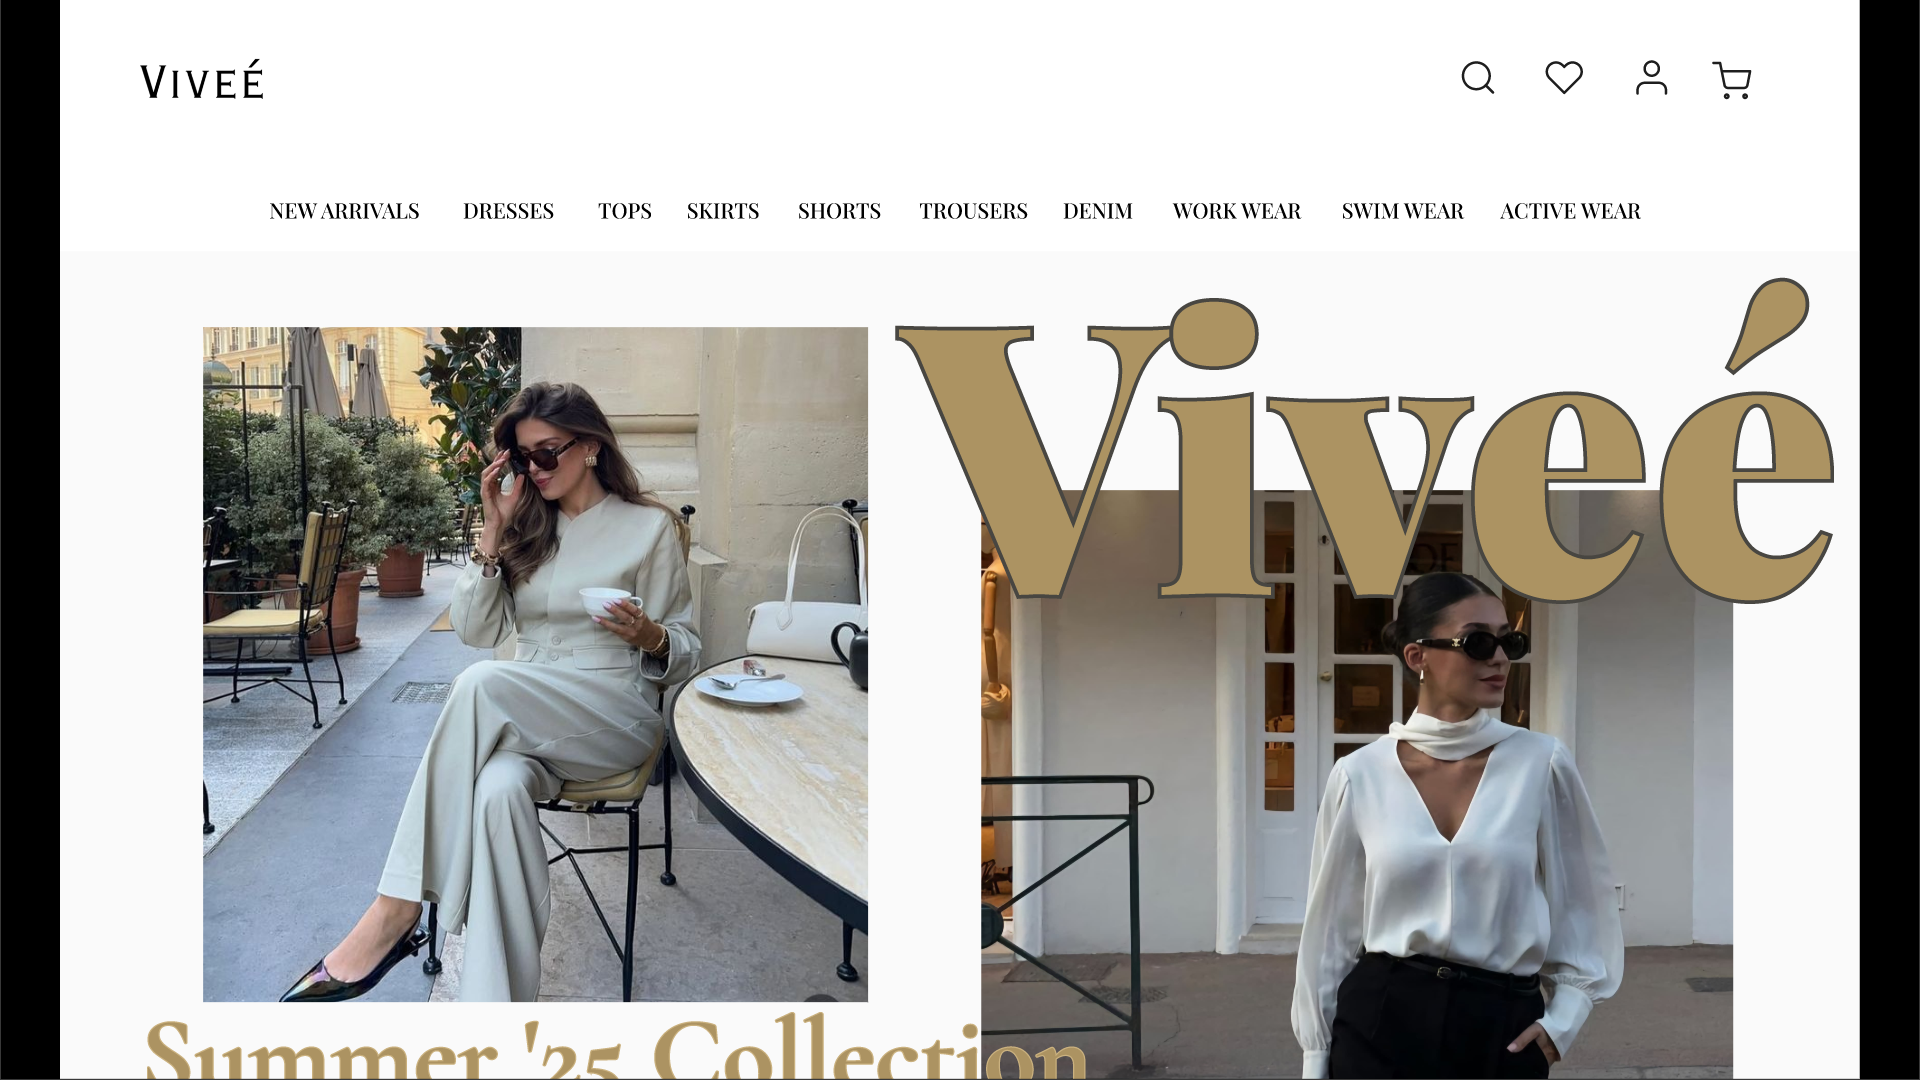 VIVEÉ
NEW ARRIVALS DRESSES TOPS SKIRTS SHORTS TROUSERS DENIM WORK WEAR SWIM WEAR ACTIVE WEAR
Viveé
Summer '25 Collection